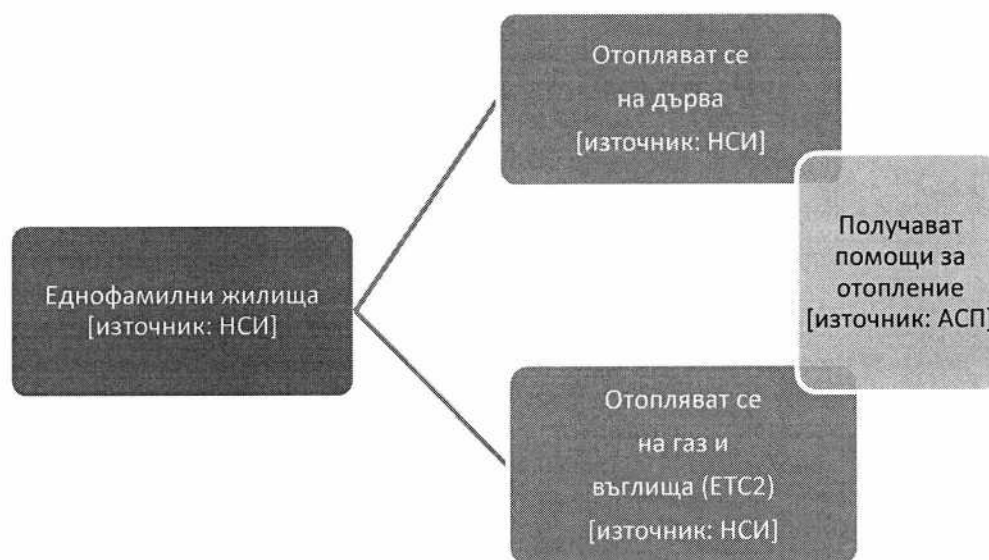 Отопляват се
на дърва
[източник: НСИ]
Получават
помощи за
отопление
[източник: АСП]
Еднофамилни жилища
[източник: НСИ]
Отопляват се
на газ и
въглища (ЕТС2)
[източник: НСИ]